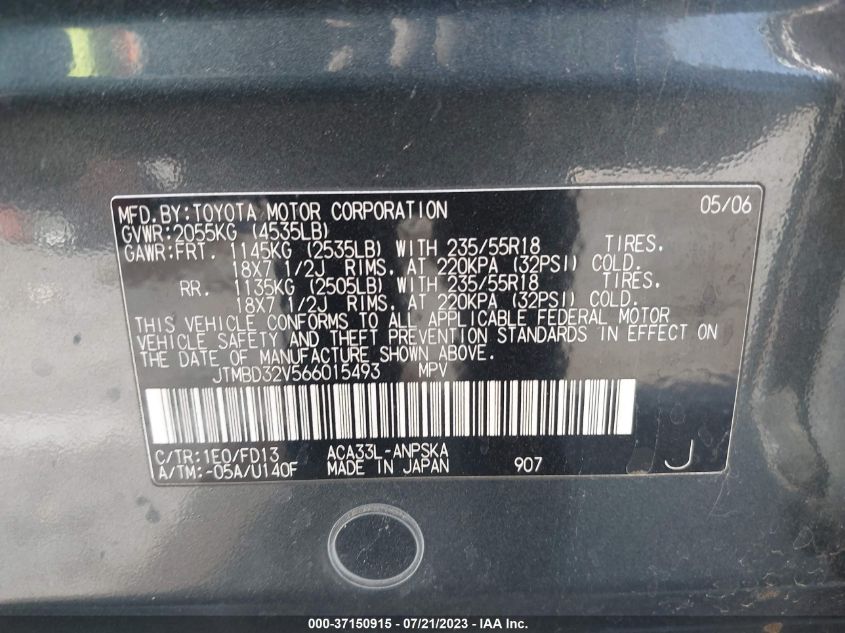 MFD.BY:TOYOTA MOTOR CORPORATION 05/06
GVWR:2055KG (4535LB)
GAWR:FRT. 1145KG (2535LB) WITH 235/55R18 TIRES.
18X7 1/2J RIMS. AT 220KPA (32PSI) COLD.
RR. 1135KG (2505LB) WITH 235/55R18 TIRES.
18X7 1/2J RIMS. AT 220KPA (32PSI) COLD.
THIS VEHICLE CONFORMS TO ALL APPLICABLE FEDERAL MOTOR
VEHICLE SAFETY AND THEFT PREVENTION STANDARDS IN EFFECT ON
THE DATE OF MANUFACTURE SHOWN ABOVE.
JTMBD32V566015493 MPV
C/TR:1E0/FD13 ACA33L-ANPSKA
A/TM:-05A/U140F MADE IN JAPAN 907 J
000-37150915 - 07/21/2023 - IAA Inc.